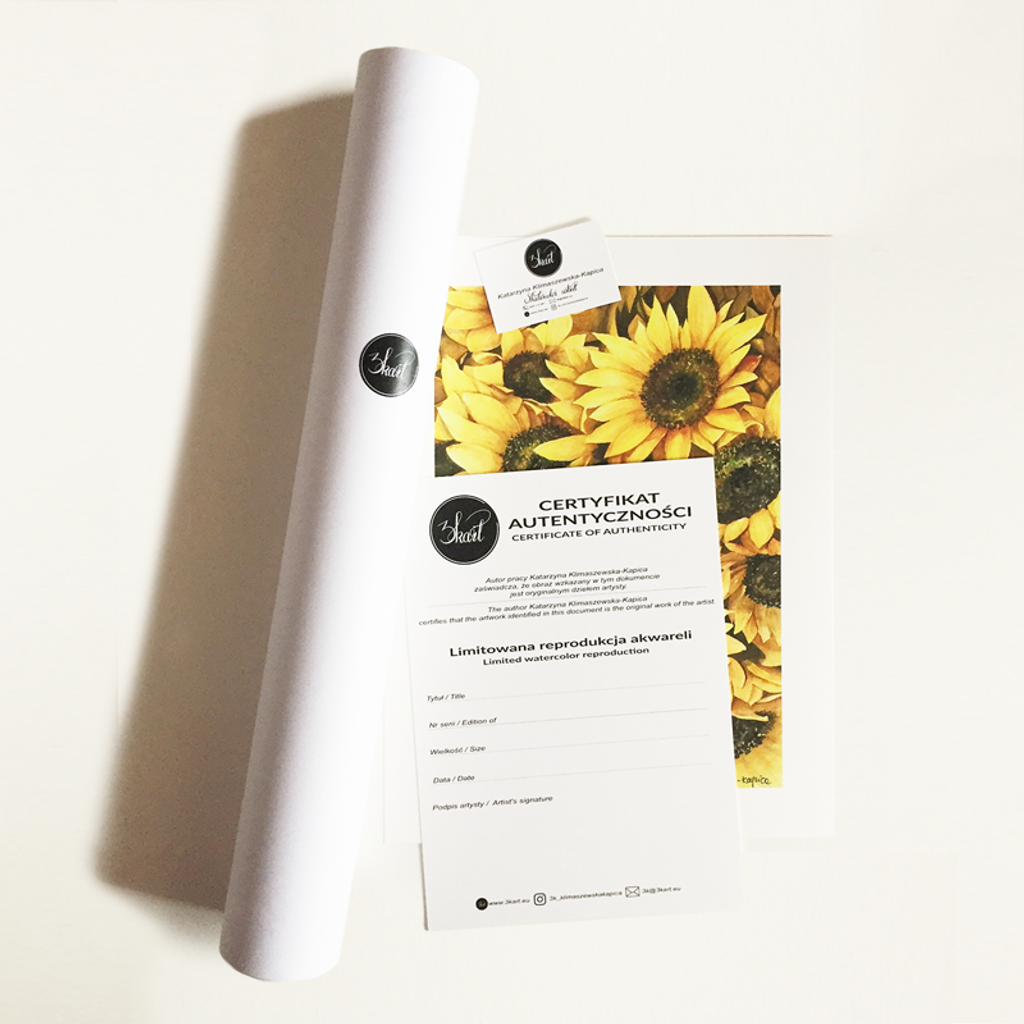 3kart
Katarzyna Klimaszewska-Kapica
3kart
3kart
CERTYFIKAT
AUTENTYCZNOŚCI
CERTIFICATE OF AUTHENTICITY
Autor pracy Katarzyna Klimaszewska-Kapica
zaświadcza, że obraz wskazany w tym dokumencie
jest oryginalnym dziełem artysty.
The author Katarzyna Klimaszewska-Kapica
certifies that the artwork identified in this document is the original work of the artist.
Limitowana reprodukcja akwareli
Limited watercolor reproduction
Tytuł / Title
Nr serii / Edition of
Wielkość / Size
Data / Date
-Kapica
Podpis artysty / Artist's signature
www.3kart.eu 3k_klimaszewskakapica 3k@3kart.eu